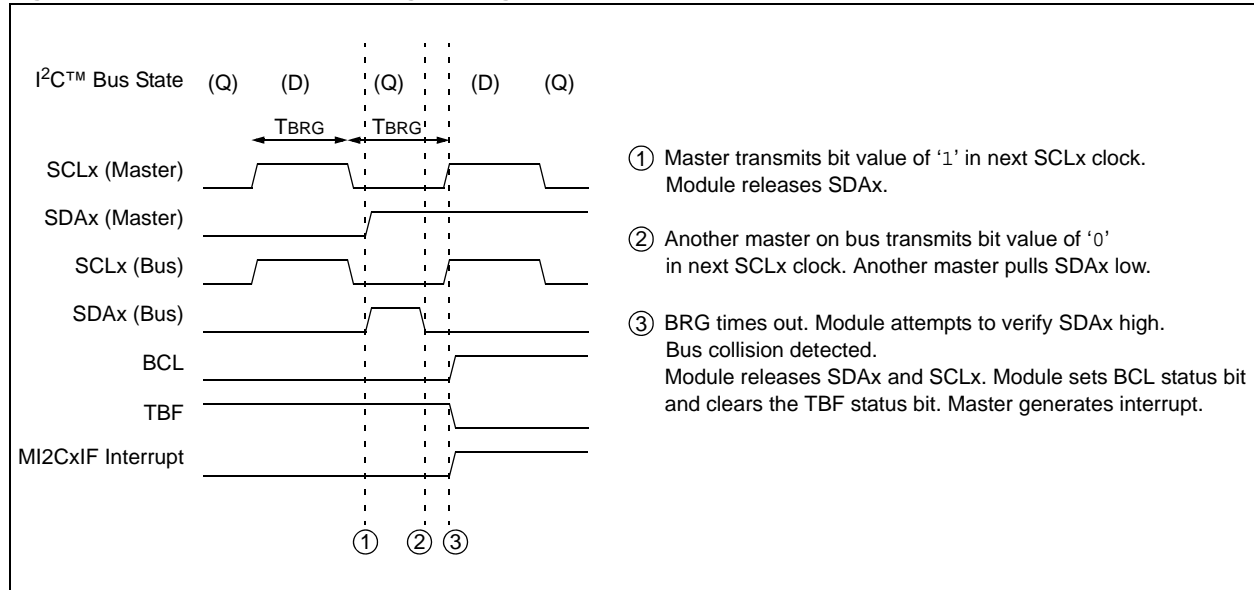 I²C™ Bus State (Q) (D) (Q) (D) (Q)
TBRG TBRG
SCLx (Master)
SDAx (Master)
SCLx (Bus)
SDAx (Bus)
BCL
TBF
MI2CxIF Interrupt
① ② ③
① Master transmits bit value of ‘1’ in next SCLx clock.
Module releases SDAx.
② Another master on bus transmits bit value of ‘0’
in next SCLx clock. Another master pulls SDAx low.
③ BRG times out. Module attempts to verify SDAx high.
Bus collision detected.
Module releases SDAx and SCLx. Module sets BCL status bit
and clears the TBF status bit. Master generates interrupt.